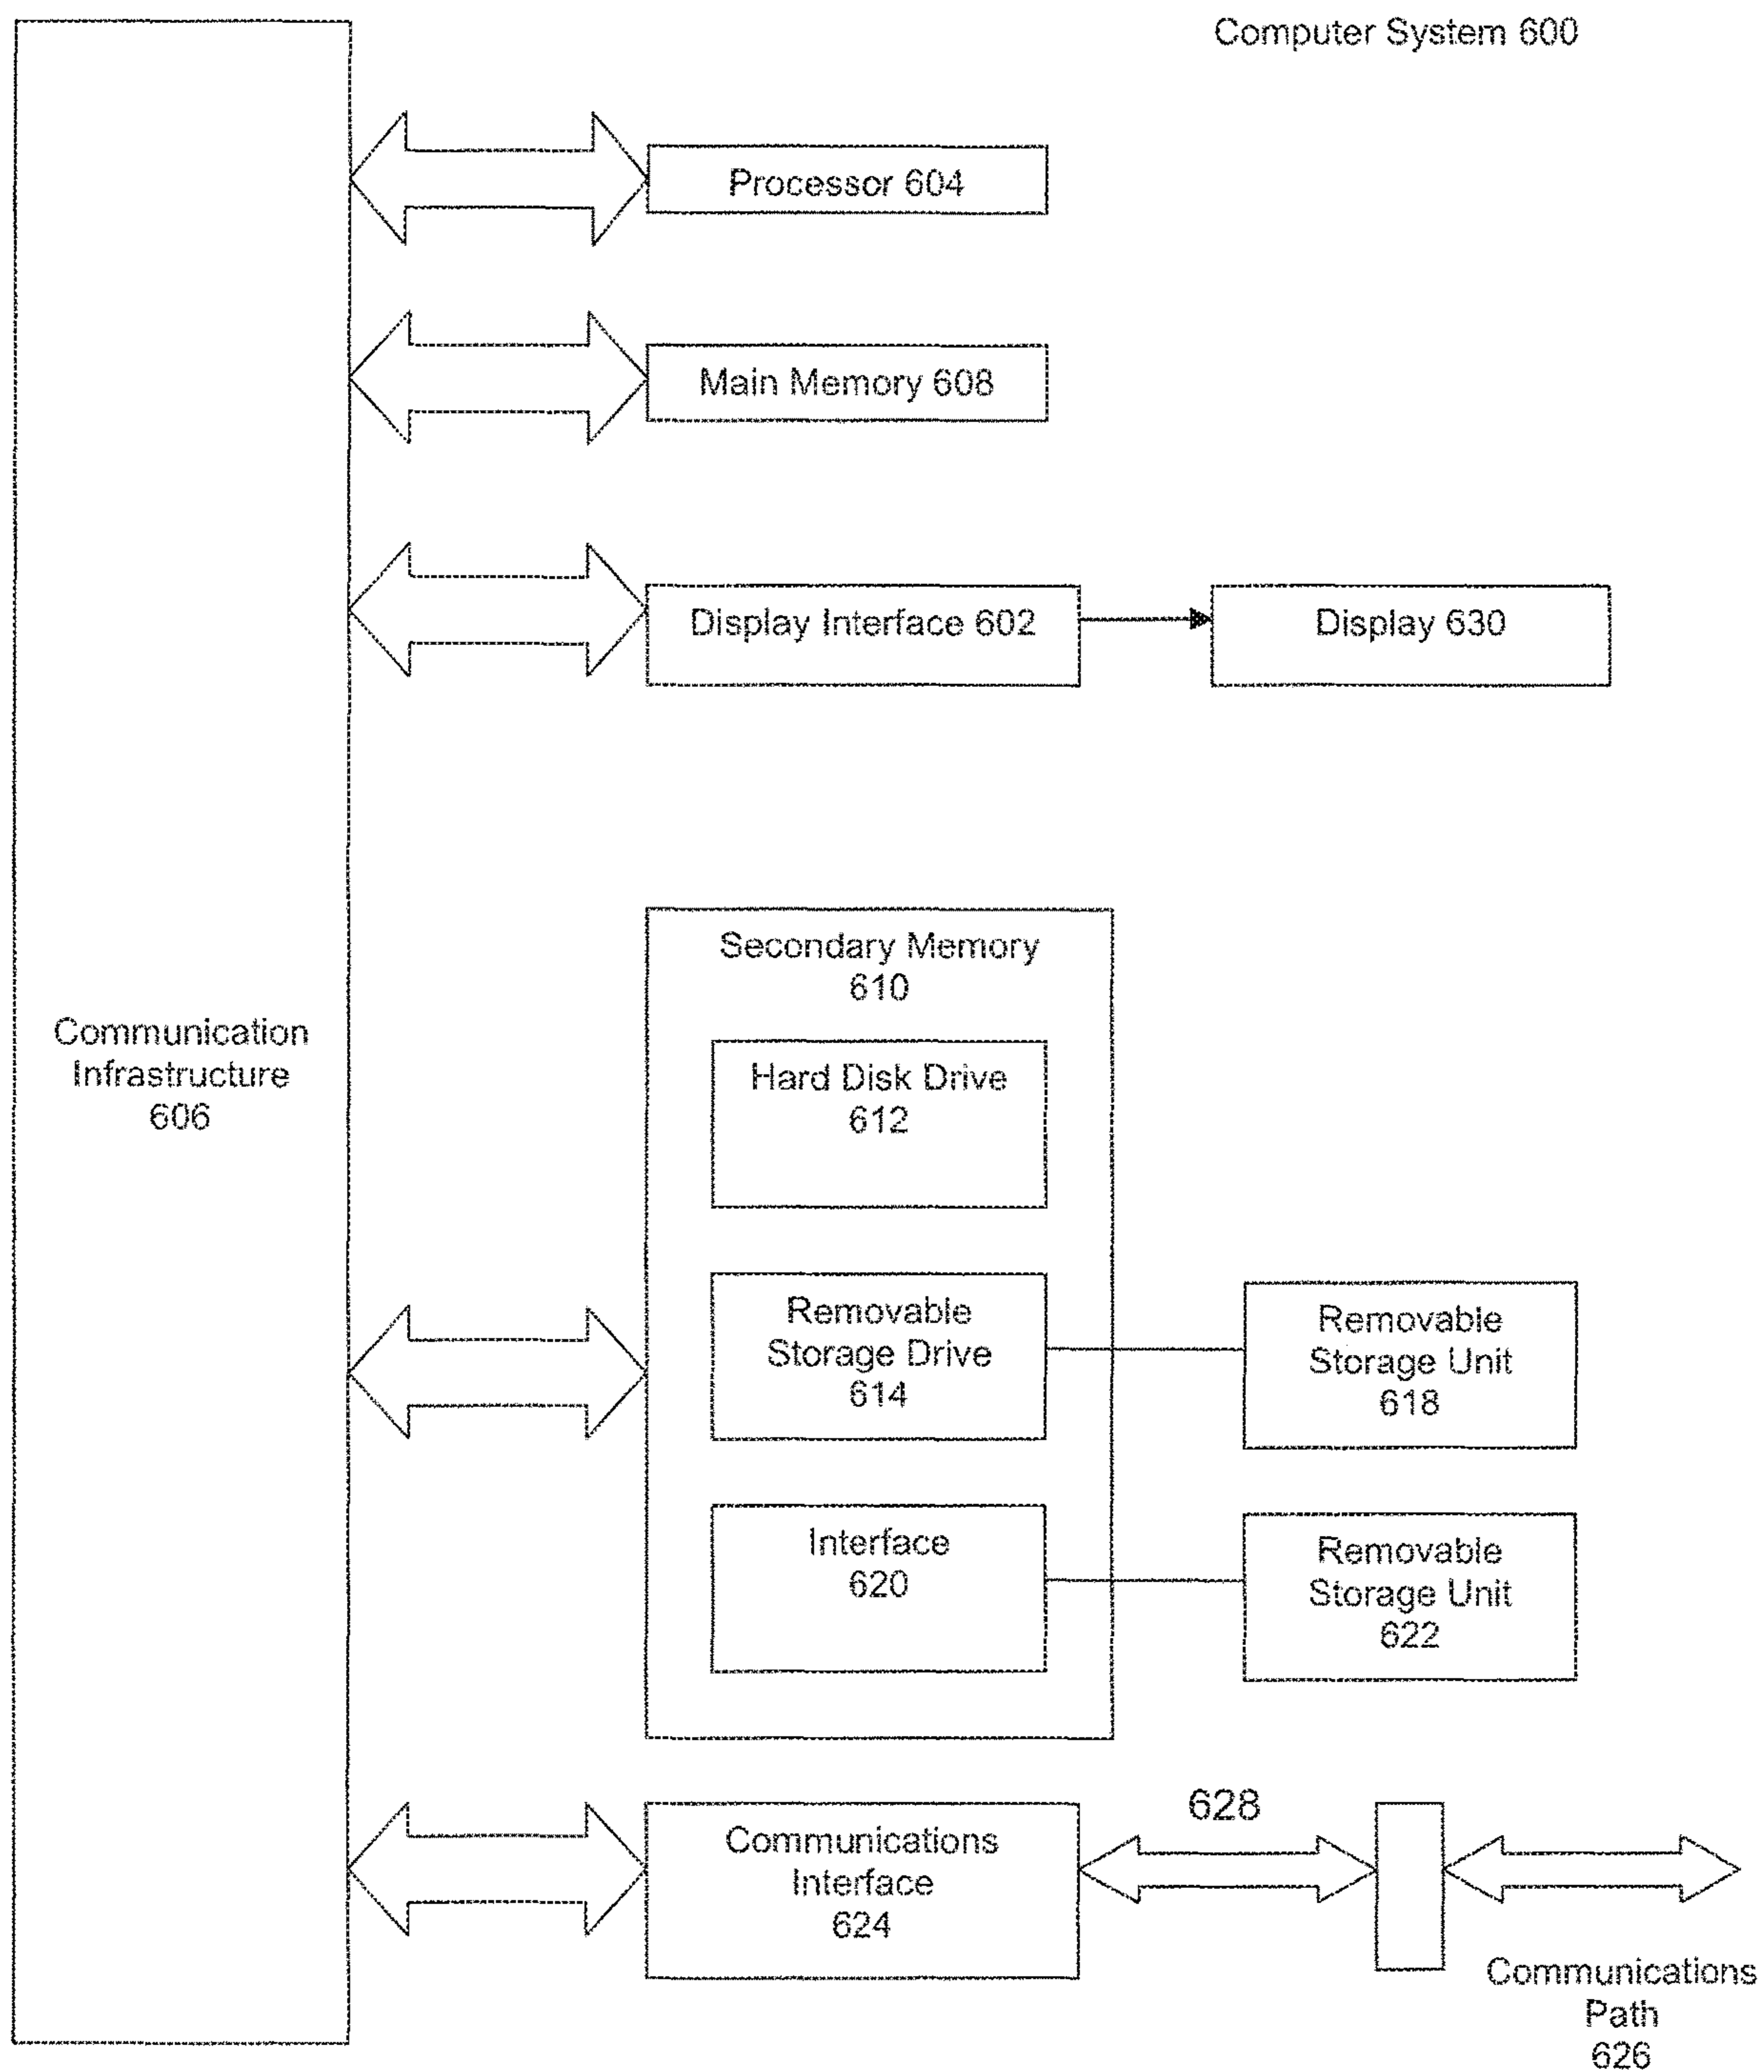 Computer System 600
Processor 604
Main Memory 608
Display Interface 602
Display 630
Communication
Infrastructure
606
Secondary Memory
610
Hard Disk Drive
612
Removable
Storage Drive
614
Removable
Storage Unit
618
Interface
620
Removable
Storage Unit
622
Communications
Interface
624
628
Communications
Path
626